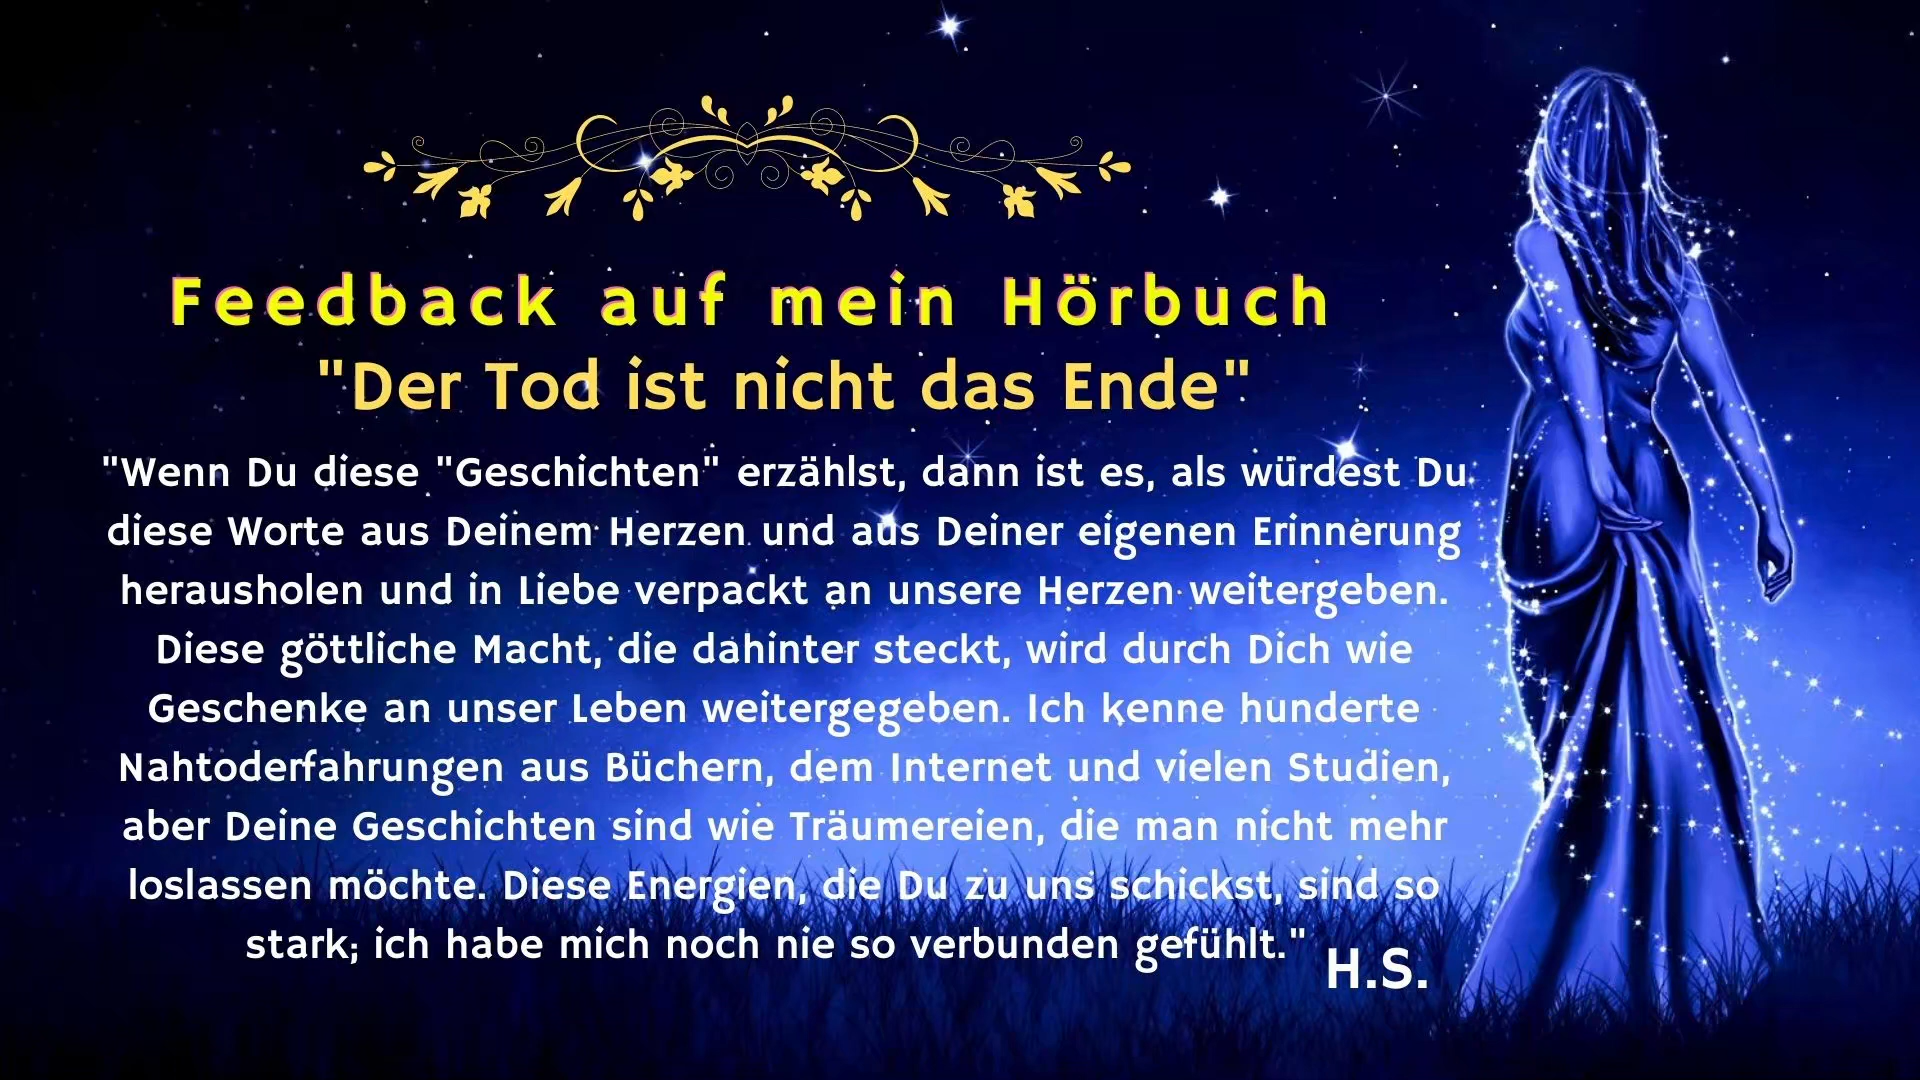 Feedback auf mein Hörbuch
"Der Tod ist nicht das Ende"
"Wenn Du diese "Geschichten" erzählst, dann ist es, als würdest Du
diese Worte aus Deinem Herzen und aus Deiner eigenen Erinnerung
herausholen und in Liebe verpackt an unsere Herzen weitergeben.
Diese göttliche Macht, die dahinter steckt, wird durch Dich wie
Geschenke an unser Leben weitergegeben. Ich kenne hunderte
Nahtoderfahrungen aus Büchern, dem Internet und vielen Studien,
aber Deine Geschichten sind wie Träumereien, die man nicht mehr
loslassen möchte. Diese Energien, die Du zu uns schickst, sind so
stark; ich habe mich noch nie so verbunden gefühlt."
H.S.